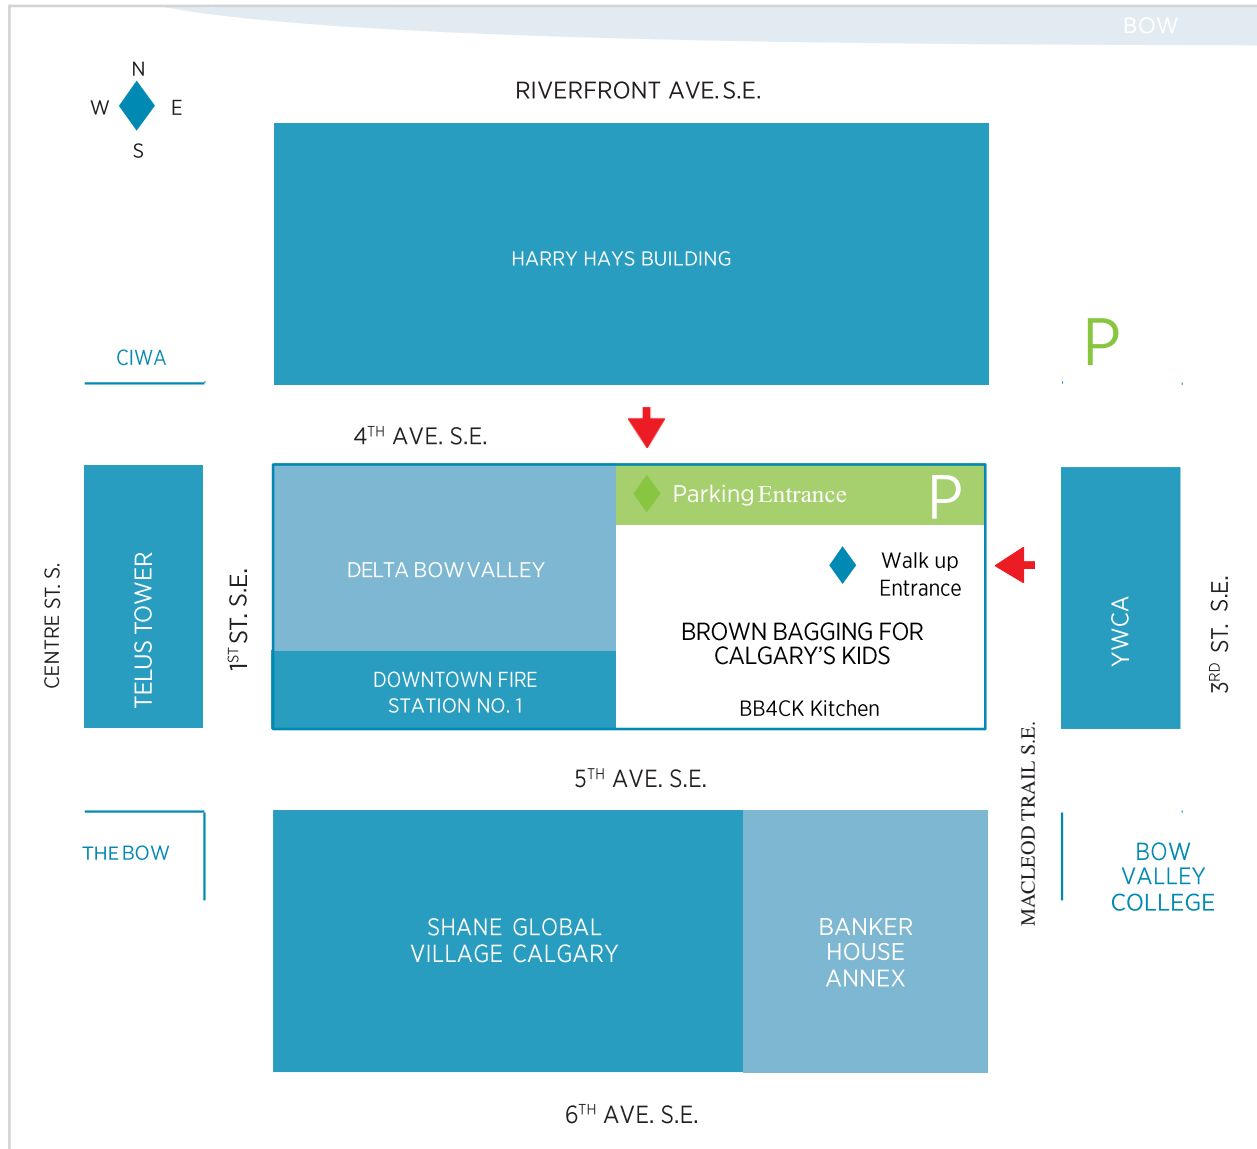 BOW
N
W E
S
RIVERFRONT AVE. S.E.
HARRY HAYS BUILDING
P
CIWA
4TH AVE. S.E.
Parking Entrance
P
DELTA BOW VALLEY
Walk up
Entrance
BROWN BAGGING FOR
CALGARY'S KIDS
BB4CK Kitchen
DOWNTOWN FIRE
STATION NO. 1
CENTRE ST. S.
TELUS TOWER
1ST ST. S.E.
YWCA
3RD ST. S.E.
MACLEOD TRAIL S.E.
5TH AVE. S.E.
THE BOW
BOW
VALLEY
COLLEGE
SHANE GLOBAL
VILLAGE CALGARY
BANKER
HOUSE
ANNEX
6TH AVE. S.E.